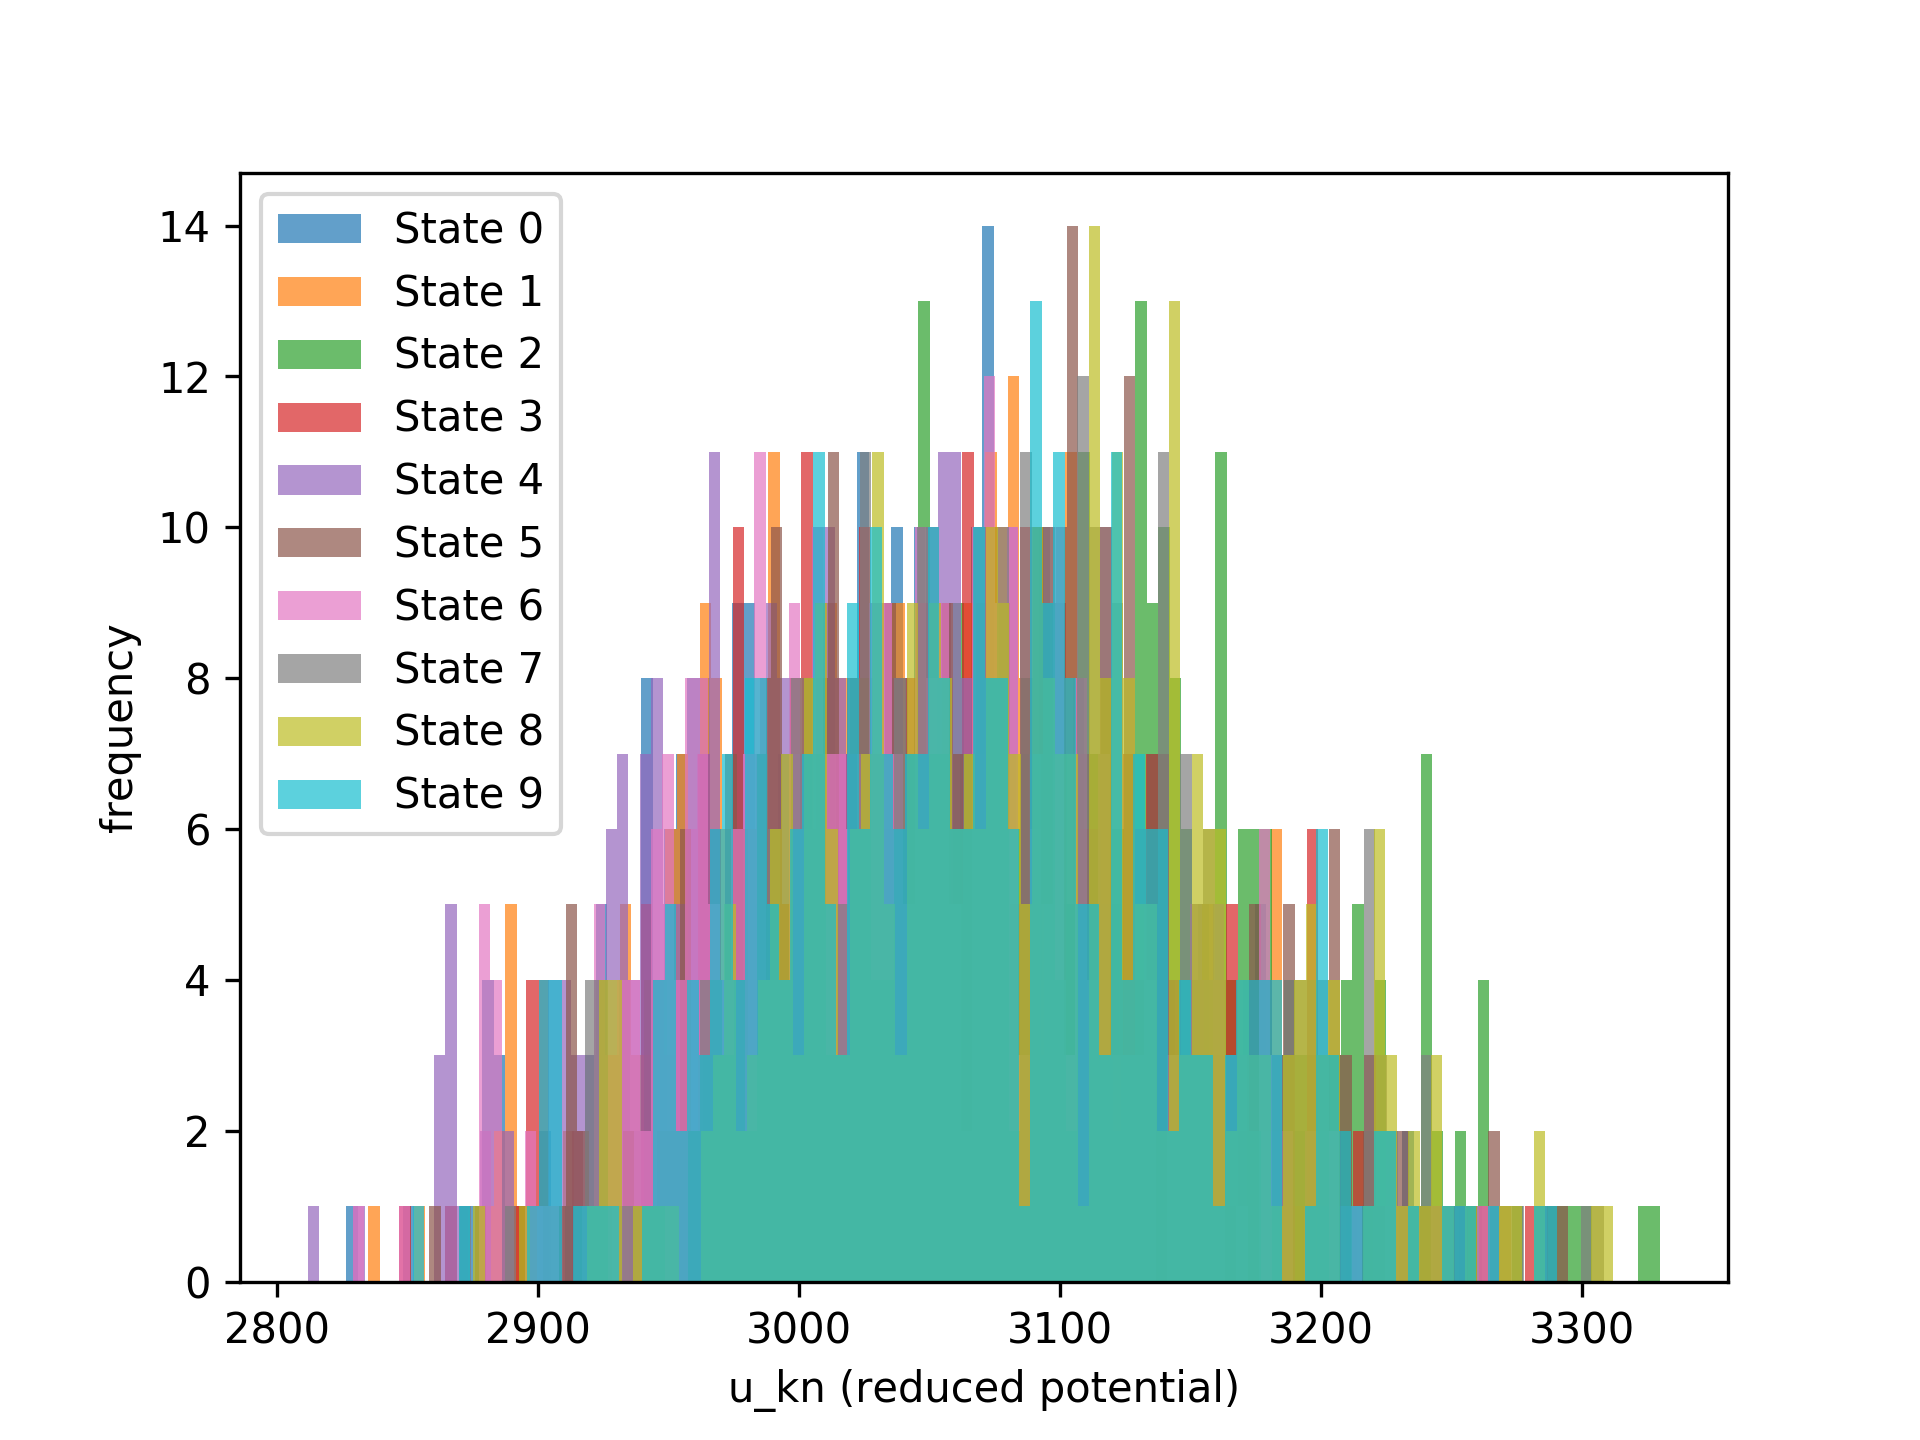 State 0
State 1
State 2
State 3
State 4
State 5
State 6
State 7
State 8
State 9
14
12
10
8
6
4
2
0
frequency
2800 2900 3000 3100 3200 3300
u_kn (reduced potential)